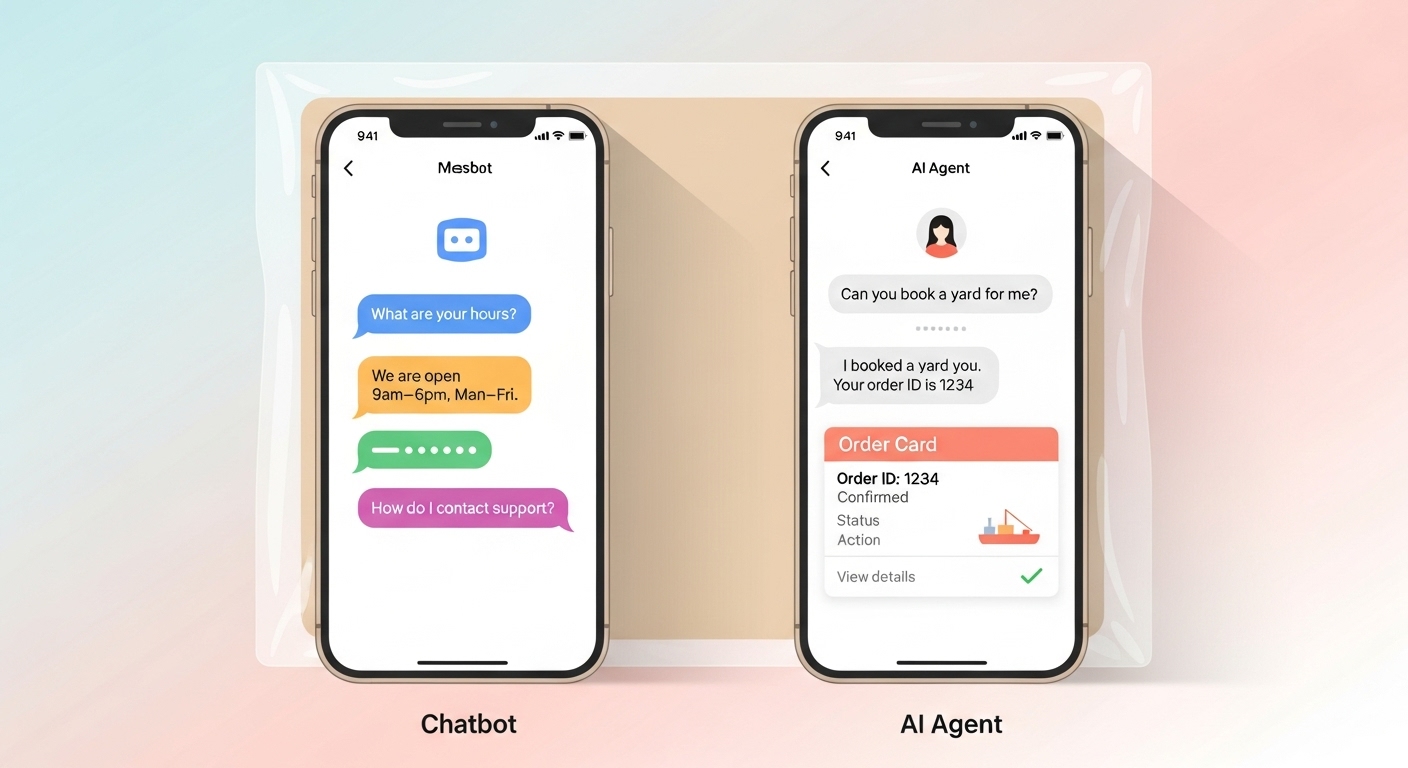 941
Mesbot
What are your hours?
We are open
9am–6pm, Man–Fri.
How do I contact support?
Chatbot
941
AI Agent
Can you book a yard for me?
I booked a yard you.
Your order ID is 1234
Order Card
Order ID: 1234
Confirmed
Status
Action
View details
AI Agent